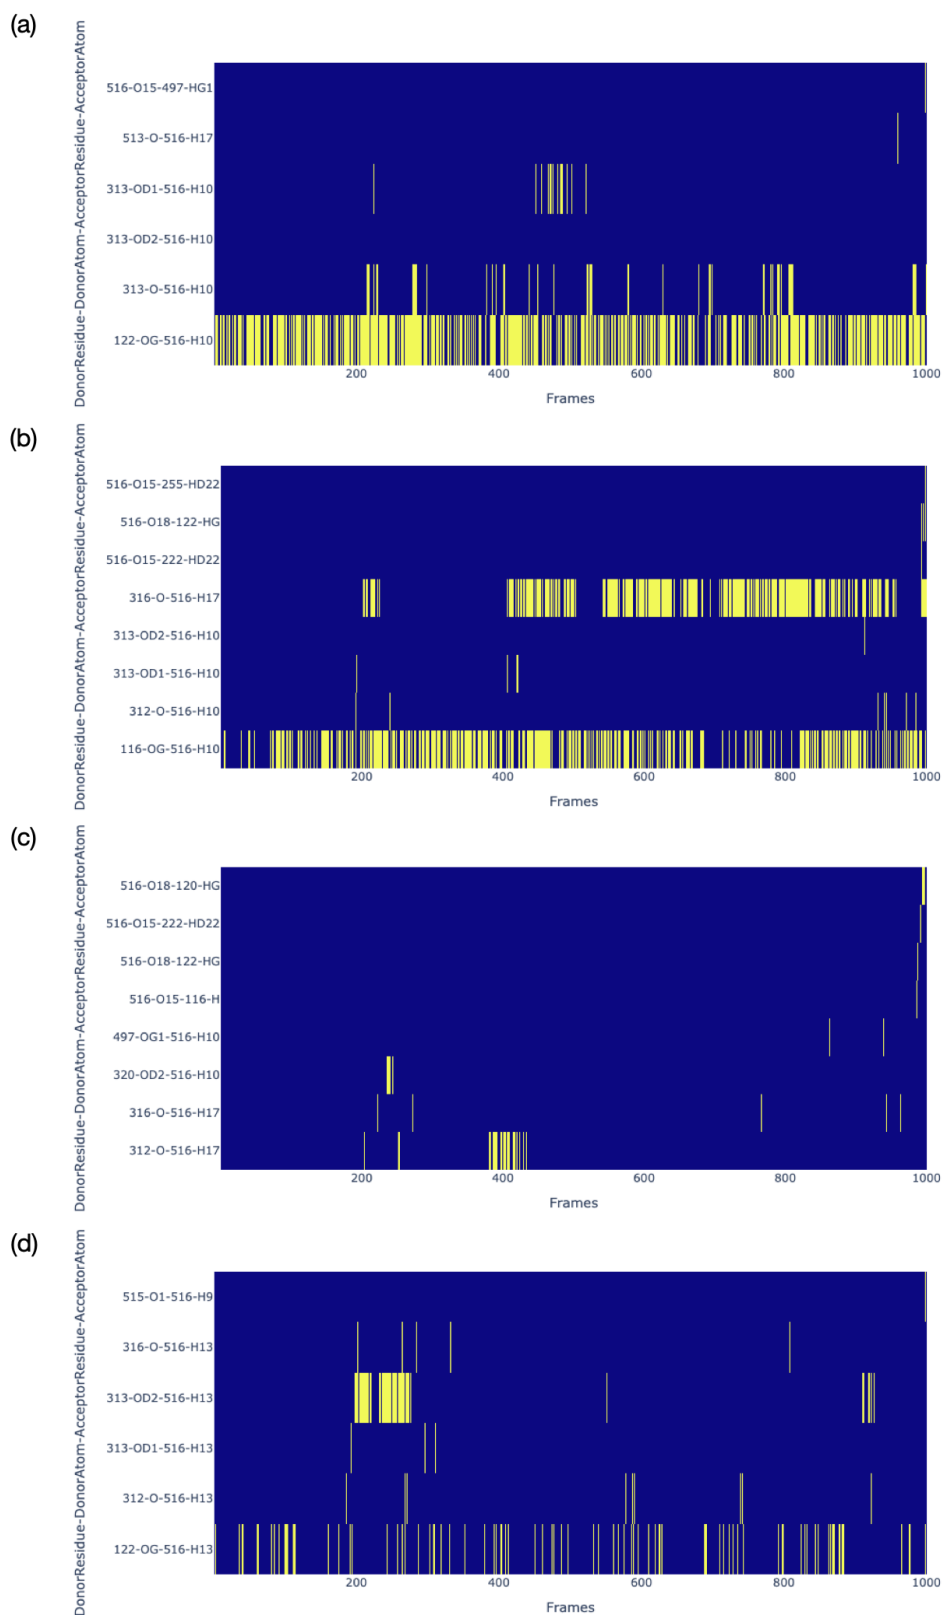 (a)
DonorResidue-DonorAtom-AcceptorResidue-AcceptorAtom
516-O15-497-HG1
513-O-516-H17
313-OD1-516-H10
313-OD2-516-H10
313-O-516-H10
122-OG-516-H10
200 400 600 800 1000
Frames
(b)
DonorResidue-DonorAtom-AcceptorResidue-AcceptorAtom
516-O15-255-HD22
516-O18-122-HG
516-O15-222-HD22
316-O-516-H17
313-OD2-516-H10
313-OD1-516-H10
312-O-516-H10
116-OG-516-H10
200 400 600 800 1000
Frames
(c)
DonorResidue-DonorAtom-AcceptorResidue-AcceptorAtom
516-O18-120-HG
516-O15-222-HD22
516-O18-122-HG
516-O15-116-H
497-OG1-516-H10
320-OD2-516-H10
316-O-516-H17
312-O-516-H17
200 400 600 800 1000
Frames
(d)
DonorResidue-DonorAtom-AcceptorResidue-AcceptorAtom
515-O1-516-H9
316-O-516-H13
313-OD2-516-H13
313-OD1-516-H13
312-O-516-H13
122-OG-516-H13
200 400 600 800 1000
Frames